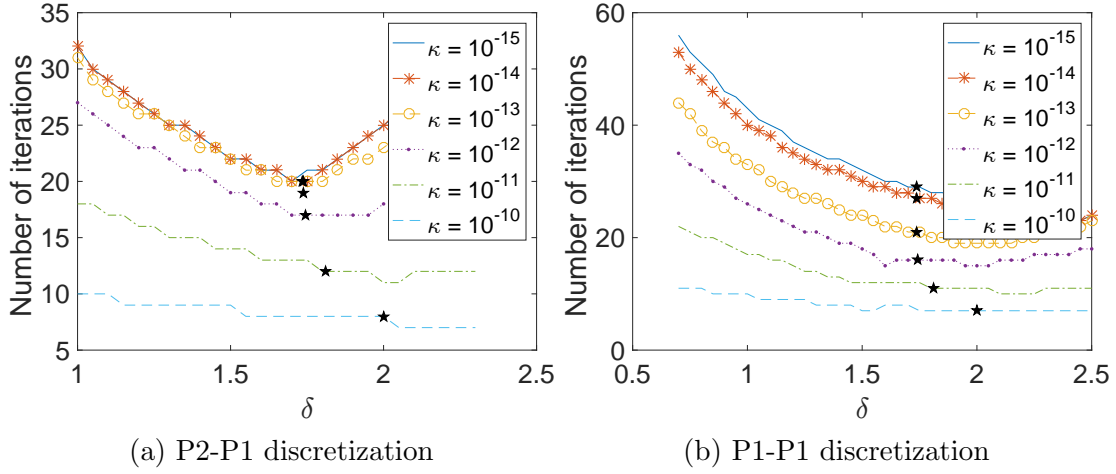 35
30
25
20
15
10
5
Number of iterations
1
1.5
2
2.5
δ
κ = 10^-15
κ = 10^-14
κ = 10^-13
κ = 10^-12
κ = 10^-11
κ = 10^-10
(a) P2-P1 discretization
60
40
20
0
Number of iterations
0.5
1
1.5
2
2.5
δ
κ = 10^-15
κ = 10^-14
κ = 10^-13
κ = 10^-12
κ = 10^-11
κ = 10^-10
(b) P1-P1 discretization